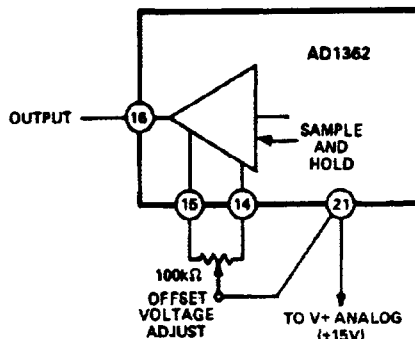 AD1362
OUTPUT
16
SAMPLE
AND
HOLD
15
14
21
100kΩ
OFFSET
VOLTAGE
ADJUST
TO V+ ANALOG
(+15V)